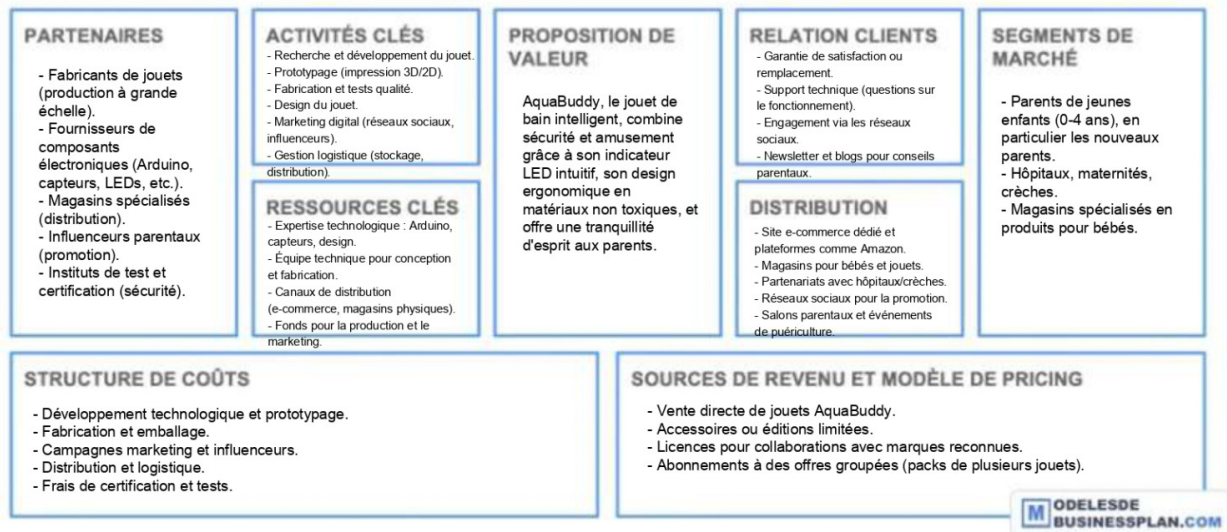 PARTENAIRES
- Fabricants de jouets
(production à grande
échelle).
- Fournisseurs de
composants
électroniques (Arduino,
capteurs, LEDs, etc.).
- Magasins spécialisés
(distribution).
- Influenceurs parentaux
(promotion).
- Instituts de test et
certification (sécurité).
ACTIVITÉS CLÉS
- Recherche et développement du jouet.
- Prototypage (impression 3D/2D).
- Fabrication et tests qualité.
- Design du jouet.
- Marketing digital (réseaux sociaux,
influenceurs).
- Gestion logistique (stockage,
distribution).
RESSOURCES CLÉS
- Expertise technologique : Arduino,
capteurs, design.
- Équipe technique pour conception
et fabrication.
- Canaux de distribution
(e-commerce, magasins physiques).
- Fonds pour la production et le
marketing.
PROPOSITION DE
VALEUR
AquaBuddy, le jouet de
bain intelligent, combine
sécurité et amusement
grâce à son indicateur
LED intuitif, son design
ergonomique en
matériaux non toxiques, et
offre une tranquillité
d'esprit aux parents.
RELATION CLIENTS
- Garantie de satisfaction ou
remplacement.
- Support technique (questions sur
le fonctionnement).
- Engagement via les réseaux
sociaux.
- Newsletter et blogs pour conseils
parentaux.
DISTRIBUTION
- Site e-commerce dédié et
plateformes comme Amazon.
- Magasins pour bébés et jouets.
- Partenariats avec hôpitaux/crèches.
- Réseaux sociaux pour la promotion.
- Salons parentaux et événements
de puériculture.
SEGMENTS DE
MARCHÉ
- Parents de jeunes
enfants (0-4 ans), en
particulier les nouveaux
parents.
- Hôpitaux, maternités,
crèches.
- Magasins spécialisés en
produits pour bébés.
STRUCTURE DE COÛTS
- Développement technologique et prototypage.
- Fabrication et emballage.
- Campagnes marketing et influenceurs.
- Distribution et logistique.
- Frais de certification et tests.
SOURCES DE REVENU ET MODÈLE DE PRICING
- Vente directe de jouets AquaBuddy.
- Accessoires ou éditions limitées.
- Licences pour collaborations avec marques reconnues.
- Abonnements à des offres groupées (packs de plusieurs jouets).
M ODELESDE
BUSINESSPLAN.COM